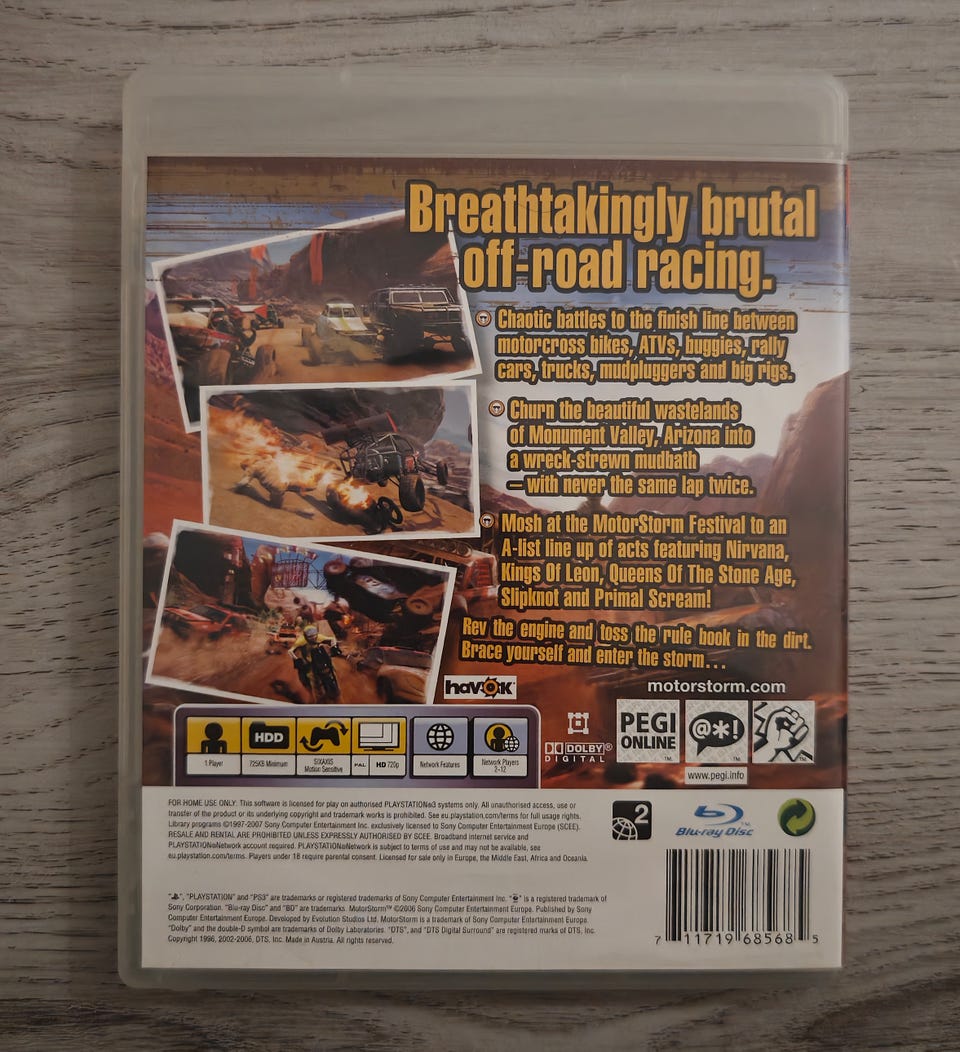 Breathtakingly brutal
off-road racing.
Chaotic battles to the finish line between
motorcross bikes, ATVs, buggies, rally
cars, trucks, mudpluggers and big rigs.
Churn the beautiful wastelands
of Monument Valley, Arizona into
a wreck-strewn mudbath
– with never the same lap twice.
Mosh at the MotorStorm Festival to an
A-list line up of acts featuring Nirvana,
Kings Of Leon, Queens Of The Stone Age,
Slipknot and Primal Scream!
Rev the engine and toss the rule book in the dirt.
Brace yourself and enter the storm...
havok
motorstorm.com
HDD
1 Player
725KB Minimum
SIXAXIS
Motion Sensitive
PAL
HD 720p
Network Features
Network Players
2-12
DOLBY®
DIGITAL
PEGI
ONLINE
TM
@*!
TM
TM
www.pegi.info
FOR HOME USE ONLY: This software is licensed for play on authorised PLAYSTATION®3 systems only. All unauthorised access, use or
transfer of the product or its underlying copyright and trademark works is prohibited. See eu.playstation.com/terms for full usage rights.
Library programs ©1997-2007 Sony Computer Entertainment Inc. exclusively licensed to Sony Computer Entertainment Europe (SCEE).
RESALE AND RENTAL ARE PROHIBITED UNLESS EXPRESSLY AUTHORISED BY SCEE. Broadband internet service and
PLAYSTATION®Network account required. PLAYSTATION®Network is subject to terms of use and may not be available, see
eu.playstation.com/terms. Players under 18 require parental consent. Licensed for sale only in Europe, the Middle East, Africa and Oceania.
2
Blu-ray Disc
TM
" ", "PLAYSTATION" and "PS3" are trademarks or registered trademarks of Sony Computer Entertainment Inc. " " is a registered trademark of
Sony Corporation. "Blu-ray Disc" and "BD" are trademarks. MotorStorm™ ©2006 Sony Computer Entertainment Europe. Published by Sony
Computer Entertainment Europe. Developed by Evolution Studios Ltd. MotorStorm is a trademark of Sony Computer Entertainment Europe.
"Dolby" and the double-D symbol are trademarks of Dolby Laboratories. "DTS", and "DTS Digital Surround" are registered marks of DTS, Inc.
Copyright 1996, 2002-2006, DTS, Inc. Made in Austria. All rights reserved.
7 11719 68568 5